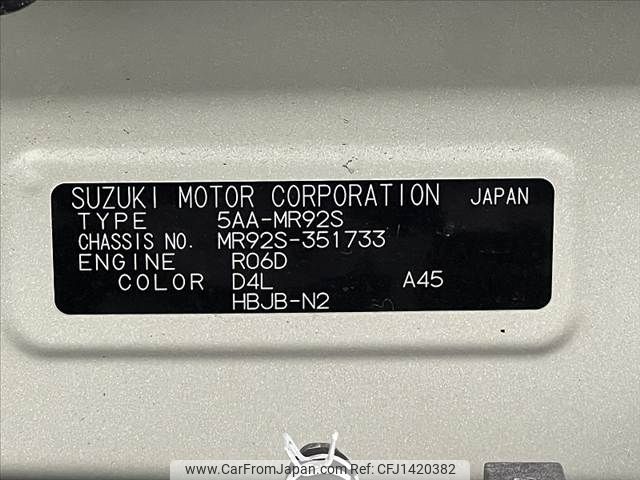 SUZUKI MOTOR CORPORATION JAPAN
TYPE 5AA-MR92S
CHASSIS NO. MR92S-351733
ENGINE R06D
COLOR D4L A45
HBJB-N2
www.CarFromJapan.com - CFJ1420382